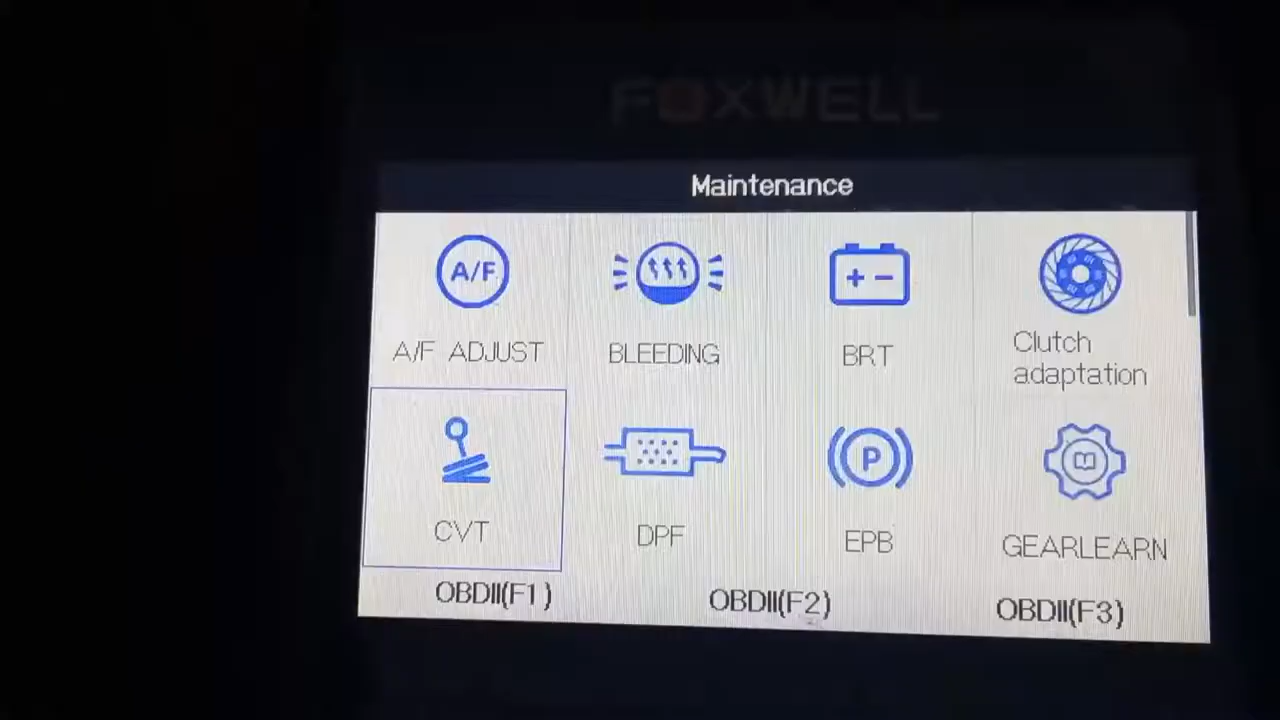 FOXWELL
Maintenance
A/F
A/F ADJUST
BLEEDING
BRT
Clutch
adaptation
CVT
DPF
P
EPB
GEARLEARN
OBDII(F1)
OBDII(F2)
OBDII(F3)